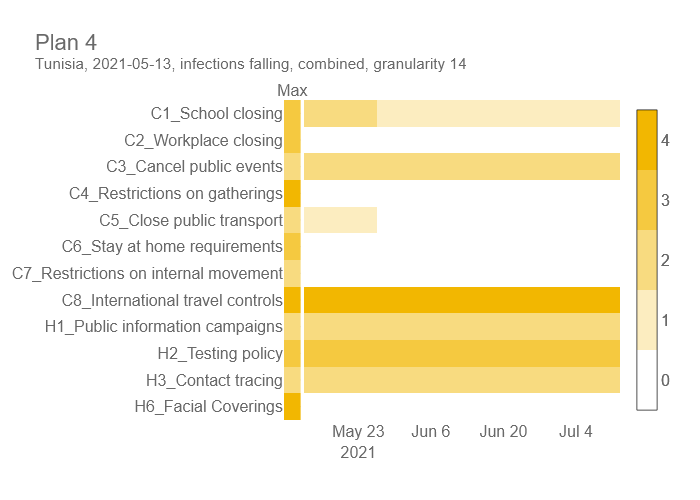 Plan 4
Tunisia, 2021-05-13, infections falling, combined, granularity 14
Max
C1_School closing
C2_Workplace closing
C3_Cancel public events
C4_Restrictions on gatherings
C5_Close public transport
C6_Stay at home requirements
C7_Restrictions on internal movement
C8_International travel controls
H1_Public information campaigns
H2_Testing policy
H3_Contact tracing
H6_Facial Coverings
May 23 Jun 6 Jun 20 Jul 4
2021
4
3
2
1
0